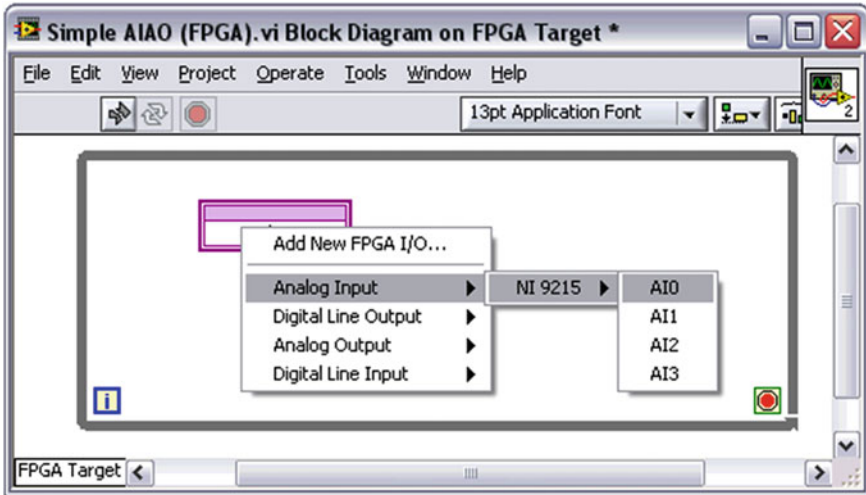 Simple AIAO (FPGA).vi Block Diagram on FPGA Target *
File Edit View Project Operate Tools Window Help
13pt Application Font
2
Add New FPGA I/O...
Analog Input NI 9215 AI0
Digital Line Output AI1
Analog Output AI2
Digital Line Input AI3
i
FPGA Target